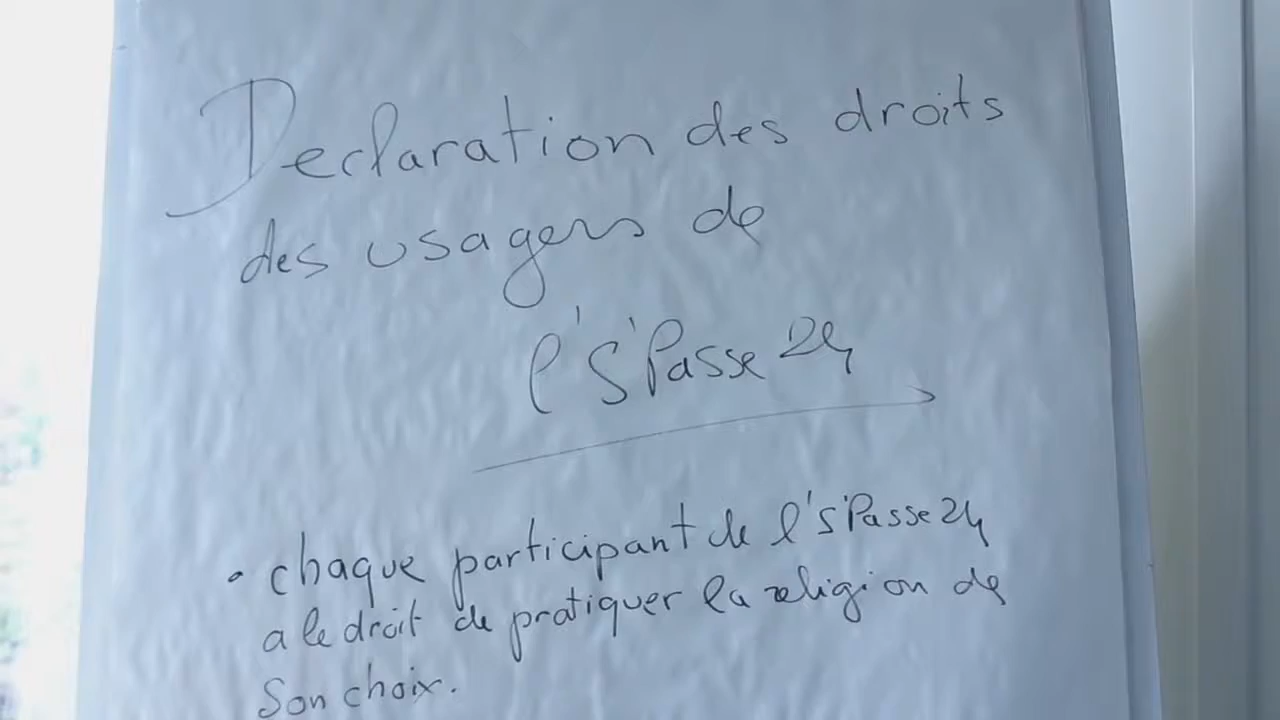 Declaration des droits
des usagers de
l's'Passe 24
• chaque participant de l's'Passe 24
a le droit de pratiquer la religion de
son choix.